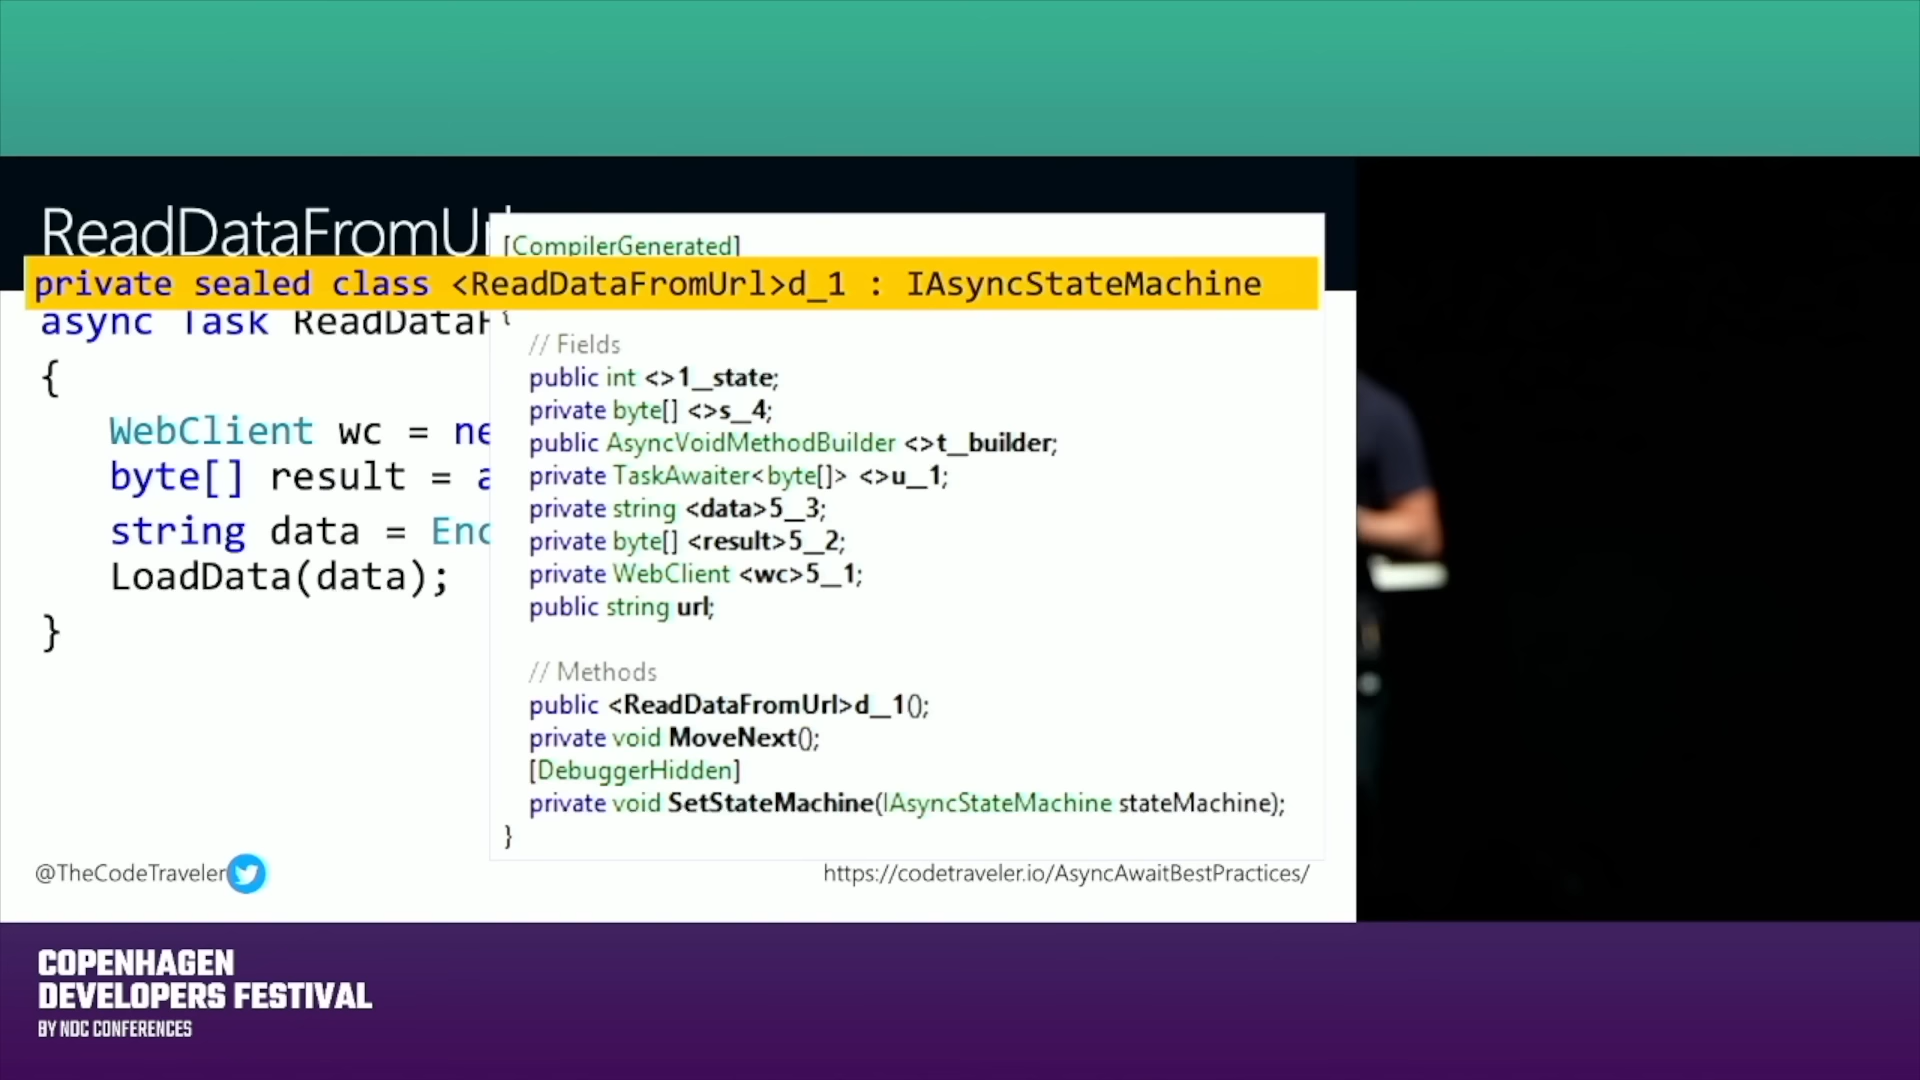 ReadDataFromUrl
[CompilerGenerated]
private sealed class <ReadDataFromUrl>d_1 : IAsyncStateMachine
async Task ReadDataF
{
WebClient wc = ne
byte[] result = a
string data = Enc
LoadData(data);
}
{
// Fields
public int <>1__state;
private byte[] <>s__4;
public AsyncVoidMethodBuilder <>t__builder;
private TaskAwaiter<byte[]> <>u__1;
private string <data>5__3;
private byte[] <result>5__2;
private WebClient <wc>5__1;
public string url;
// Methods
public <ReadDataFromUrl>d__1();
private void MoveNext();
[DebuggerHidden]
private void SetStateMachine(IAsyncStateMachine stateMachine);
}
@TheCodeTraveler
https://codetraveler.io/AsyncAwaitBestPractices/
COPENHAGEN
DEVELOPERS FESTIVAL
BY NDC CONFERENCES